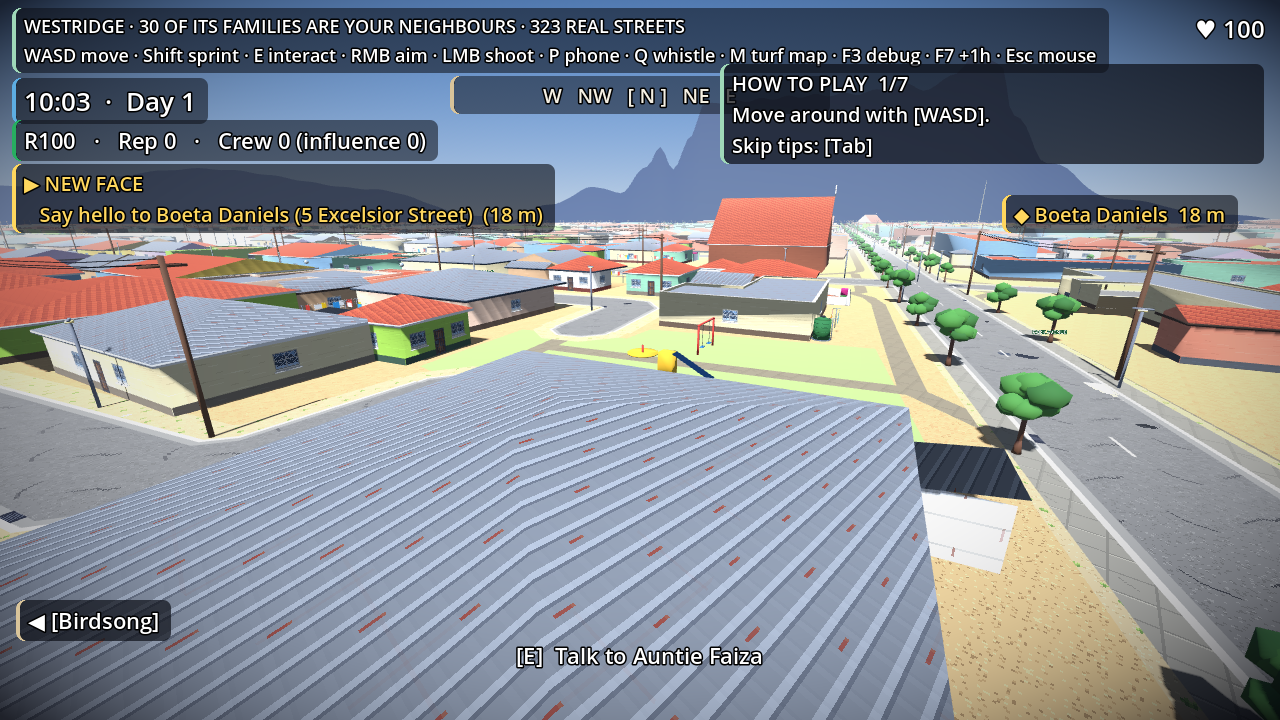 WESTRIDGE · 30 OF ITS FAMILIES ARE YOUR NEIGHBOURS · 323 REAL STREETS
WASD move · Shift sprint · E interact · RMB aim · LMB shoot · P phone · Q whistle · M turf map · F3 debug · F7 +1h · Esc mouse
♥ 100
10:03 · Day 1
W NW [ N ] NE E
HOW TO PLAY 1/7
Move around with [WASD].
Skip tips: [Tab]
R100 · Rep 0 · Crew 0 (influence 0)
▶ NEW FACE
Say hello to Boeta Daniels (5 Excelsior Street) (18 m)
◆ Boeta Daniels 18 m
◀ [Birdsong]
[E] Talk to Auntie Faiza